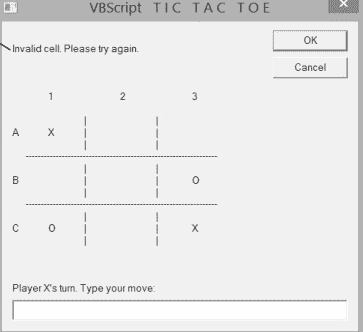 VBScript T I C T A C T O E
Invalid cell. Please try again.
OK
Cancel
1 2 3
| |
A X | |
| |
------------------------------------------------
| |
B | | O
| |
------------------------------------------------
| |
C O | | X
| |
Player X's turn. Type your move: